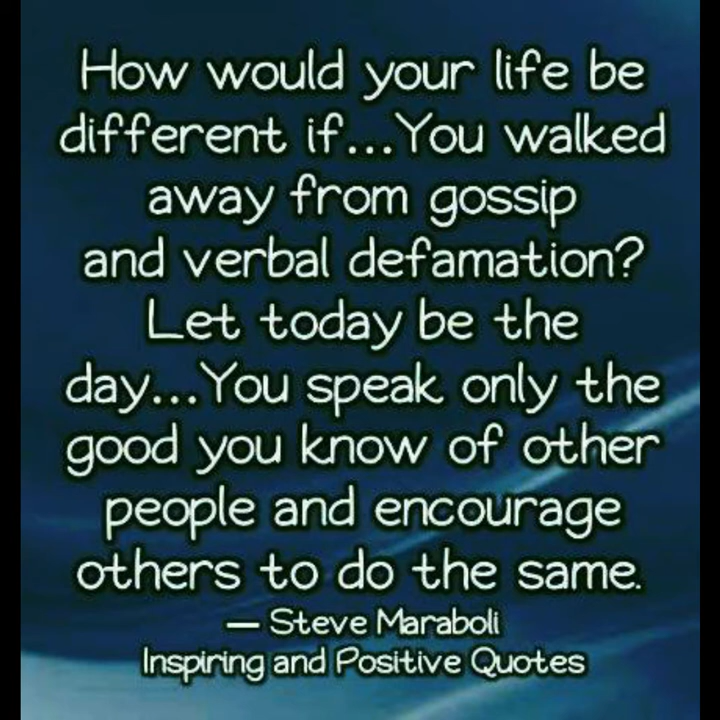 How would your life be
different if...You walked
away from gossip
and verbal defamation?
Let today be the
day...You speak only the
good you know of other
people and encourage
others to do the same.
— Steve Maraboli
Inspiring and Positive Quotes